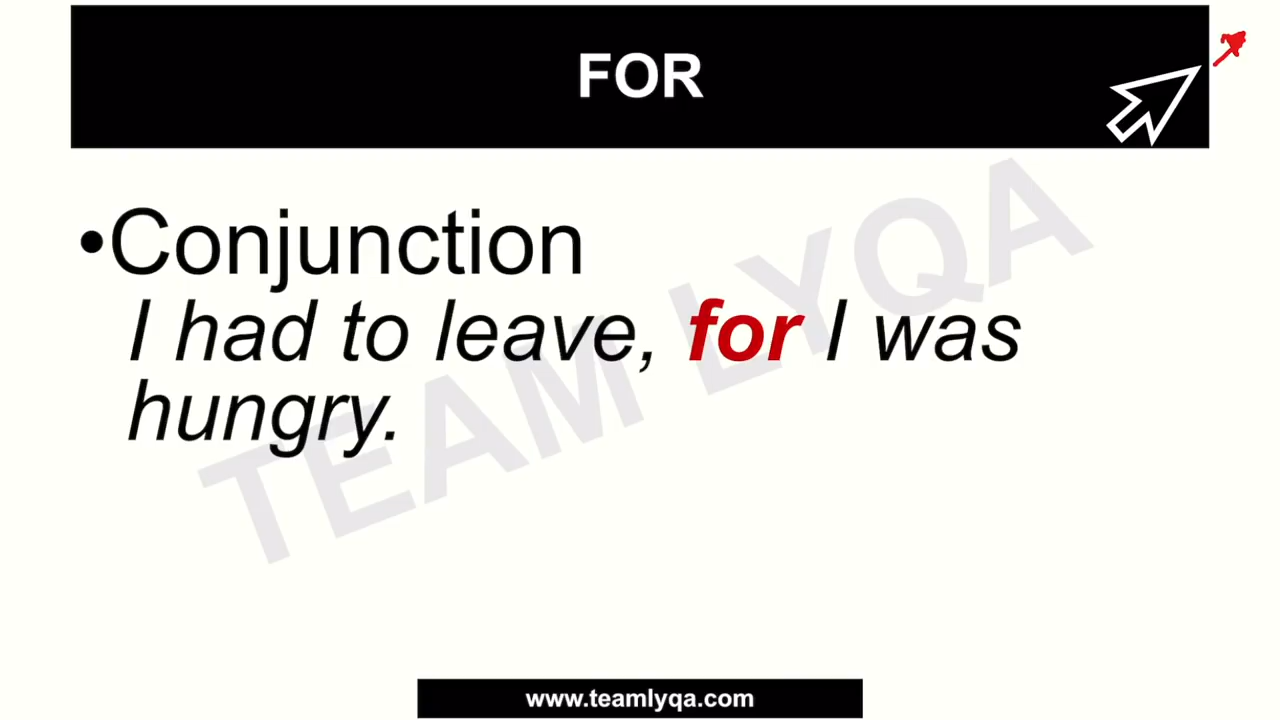 FOR
•Conjunction
I had to leave, for I was
hungry.
TEAM LYQA
www.teamlyqa.com